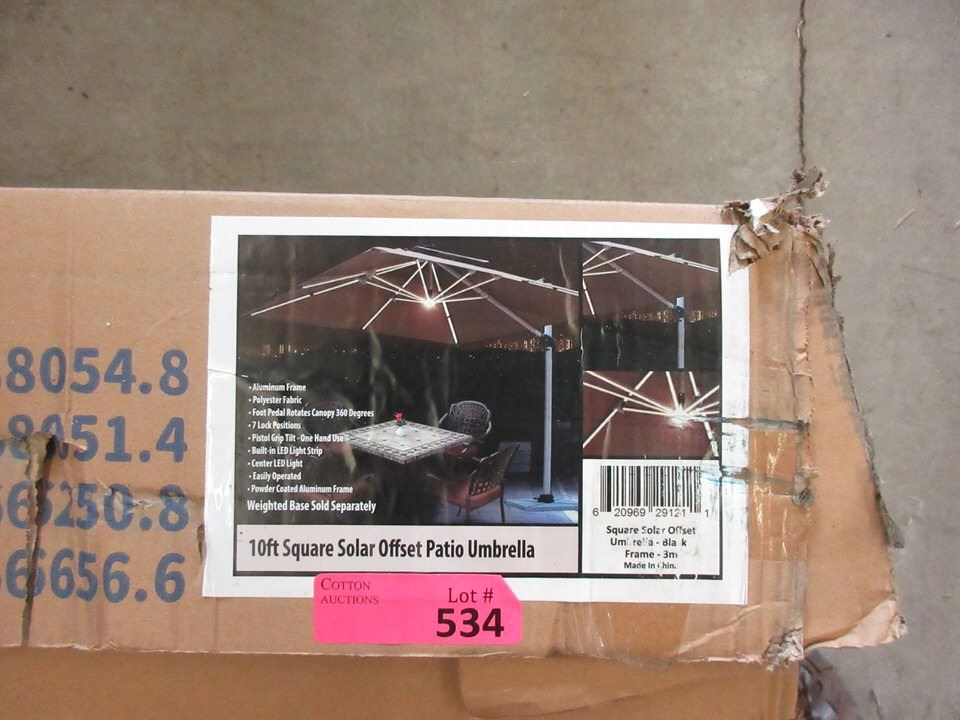 8054.8
8051.4
66250.8
6656.6
• Aluminum Frame
• Polyester Fabric
• Foot Pedal Rotates Canopy 360 Degrees
• 7 Lock Positions
• Pistol Grip Tilt - One Hand Use
• Built-in LED Light Strip
• Center LED Light
• Easily Operated
• Powder Coated Aluminum Frame
Weighted Base Sold Separately
10ft Square Solar Offset Patio Umbrella
6 20969 29121 1
Square Solar Offset
Umbrella - Black
Frame - 3m
Made in China
COTTON
AUCTIONS
Lot #
534